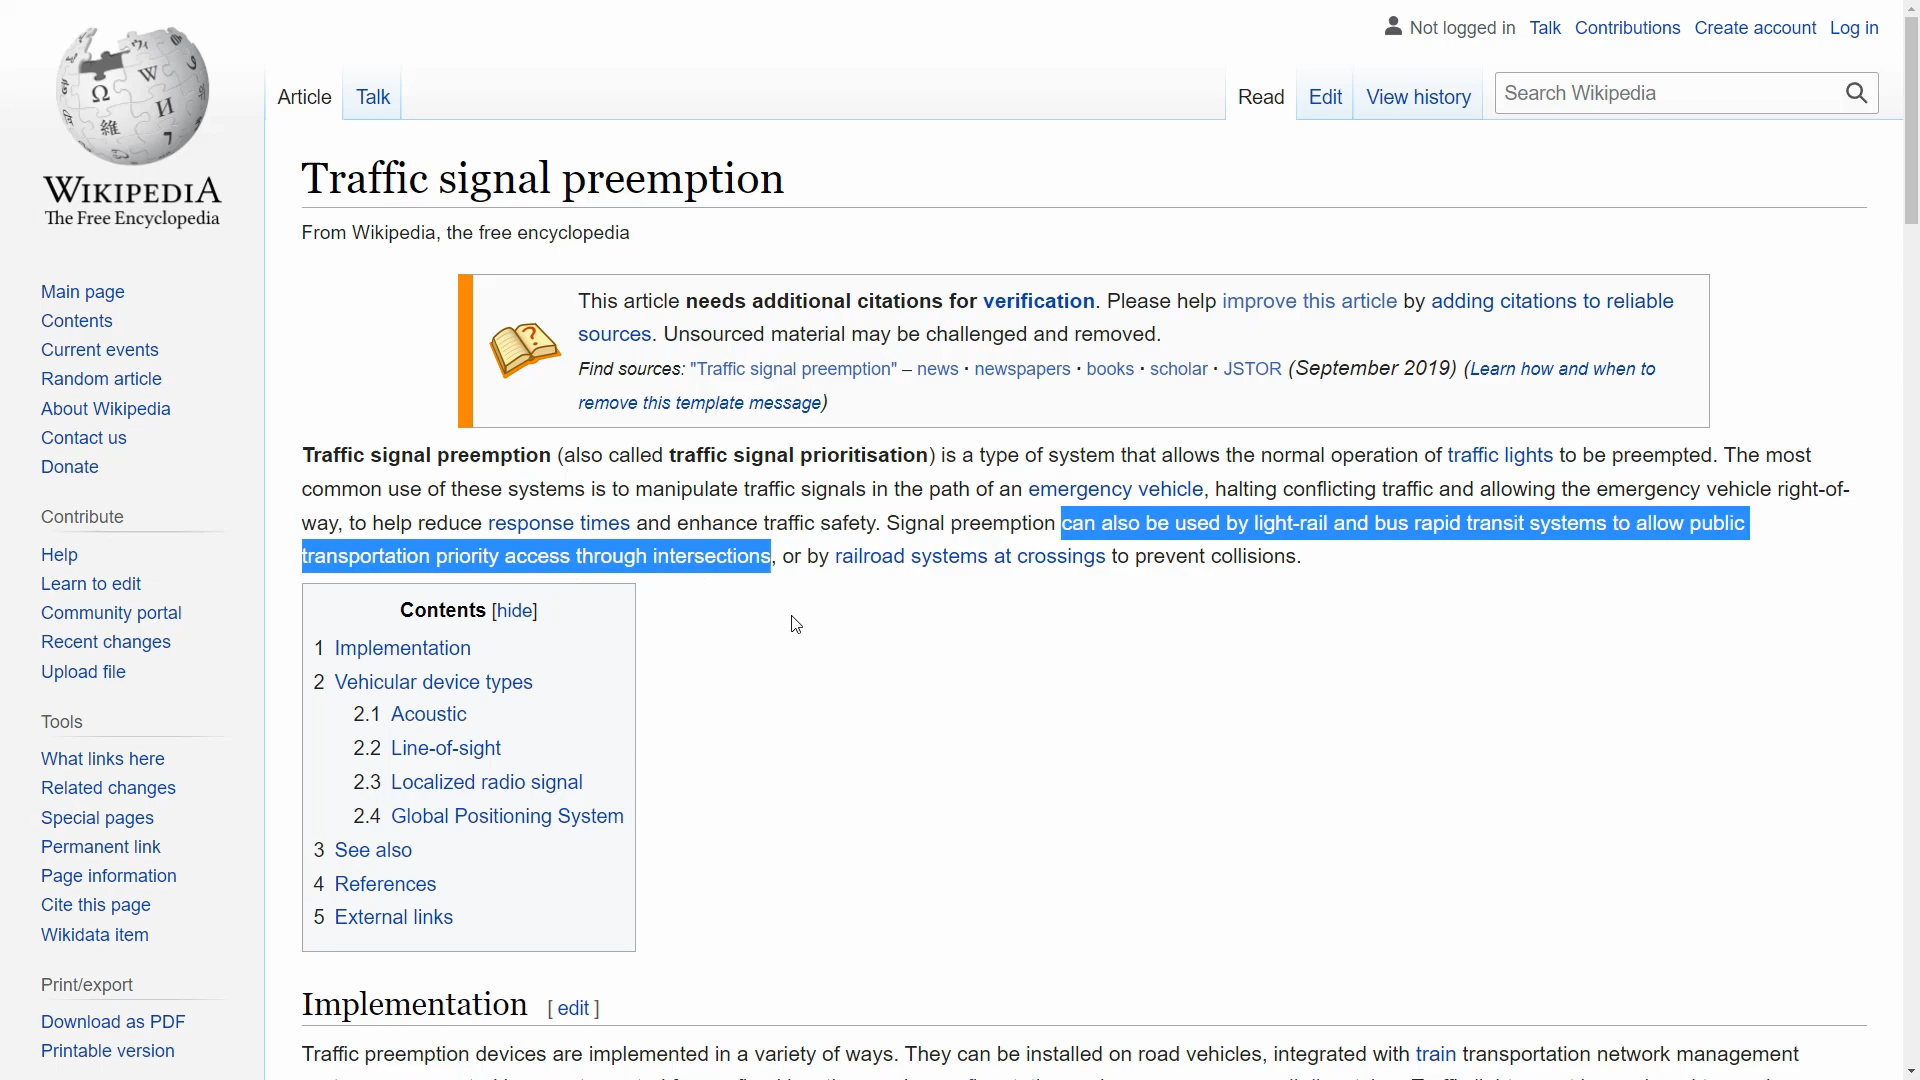 Not logged in Talk Contributions Create account Log in
Article Talk Read Edit View history Search Wikipedia
WIKIPEDIA
The Free Encyclopedia
Main page
Contents
Current events
Random article
About Wikipedia
Contact us
Donate
Contribute
Help
Learn to edit
Community portal
Recent changes
Upload file
Tools
What links here
Related changes
Special pages
Permanent link
Page information
Cite this page
Wikidata item
Print/export
Download as PDF
Printable version
Traffic signal preemption
From Wikipedia, the free encyclopedia
This article needs additional citations for verification. Please help improve this article by adding citations to reliable
sources. Unsourced material may be challenged and removed.
Find sources: "Traffic signal preemption" – news · newspapers · books · scholar · JSTOR (September 2019) (Learn how and when to
remove this template message)
Traffic signal preemption (also called traffic signal prioritisation) is a type of system that allows the normal operation of traffic lights to be preempted. The most
common use of these systems is to manipulate traffic signals in the path of an emergency vehicle, halting conflicting traffic and allowing the emergency vehicle right-of-
way, to help reduce response times and enhance traffic safety. Signal preemption can also be used by light-rail and bus rapid transit systems to allow public
transportation priority access through intersections, or by railroad systems at crossings to prevent collisions.
Contents [hide]
1 Implementation
2 Vehicular device types
2.1 Acoustic
2.2 Line-of-sight
2.3 Localized radio signal
2.4 Global Positioning System
3 See also
4 References
5 External links
Implementation [ edit ]
Traffic preemption devices are implemented in a variety of ways. They can be installed on road vehicles, integrated with train transportation network management